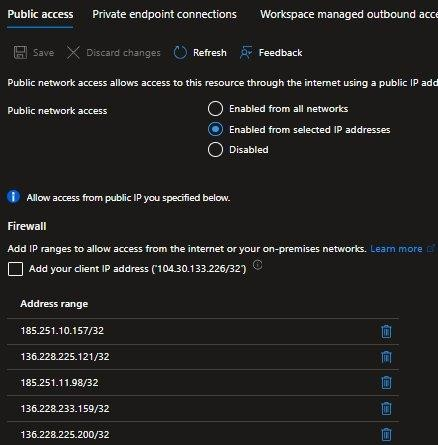 Public access Private endpoint connections Workspace managed outbound acce
Save Discard changes Refresh Feedback
Public network access allows access to this resource through the internet using a public IP add
Public network access
Enabled from all networks
Enabled from selected IP addresses
Disabled
Allow access from public IP you specified below.
Firewall
Add IP ranges to allow access from the internet or your on-premises networks. Learn more
Add your client IP address ('104.30.133.226/32')
Address range
185.251.10.157/32
136.228.225.121/32
185.251.11.98/32
136.228.233.159/32
136.228.225.200/32